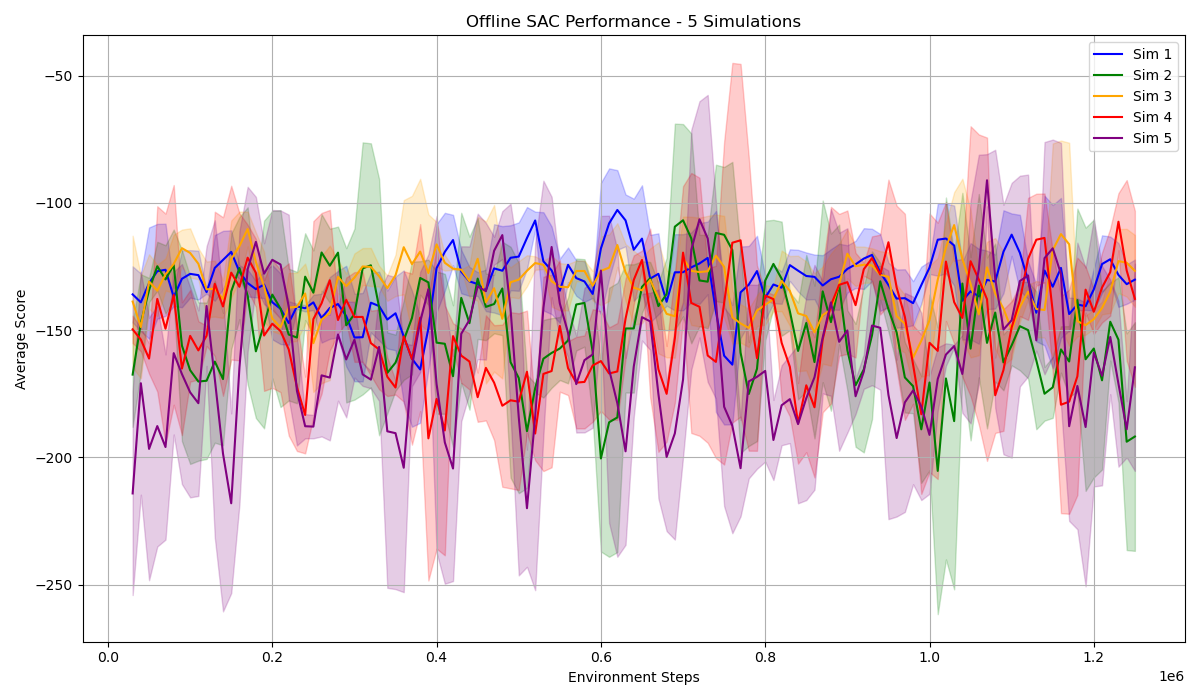 Offline SAC Performance - 5 Simulations
Sim 1
Sim 2
Sim 3
Sim 4
Sim 5
Average Score
−50
−100
−150
−200
−250
0.0 0.2 0.4 0.6 0.8 1.0 1.2
1e6
Environment Steps